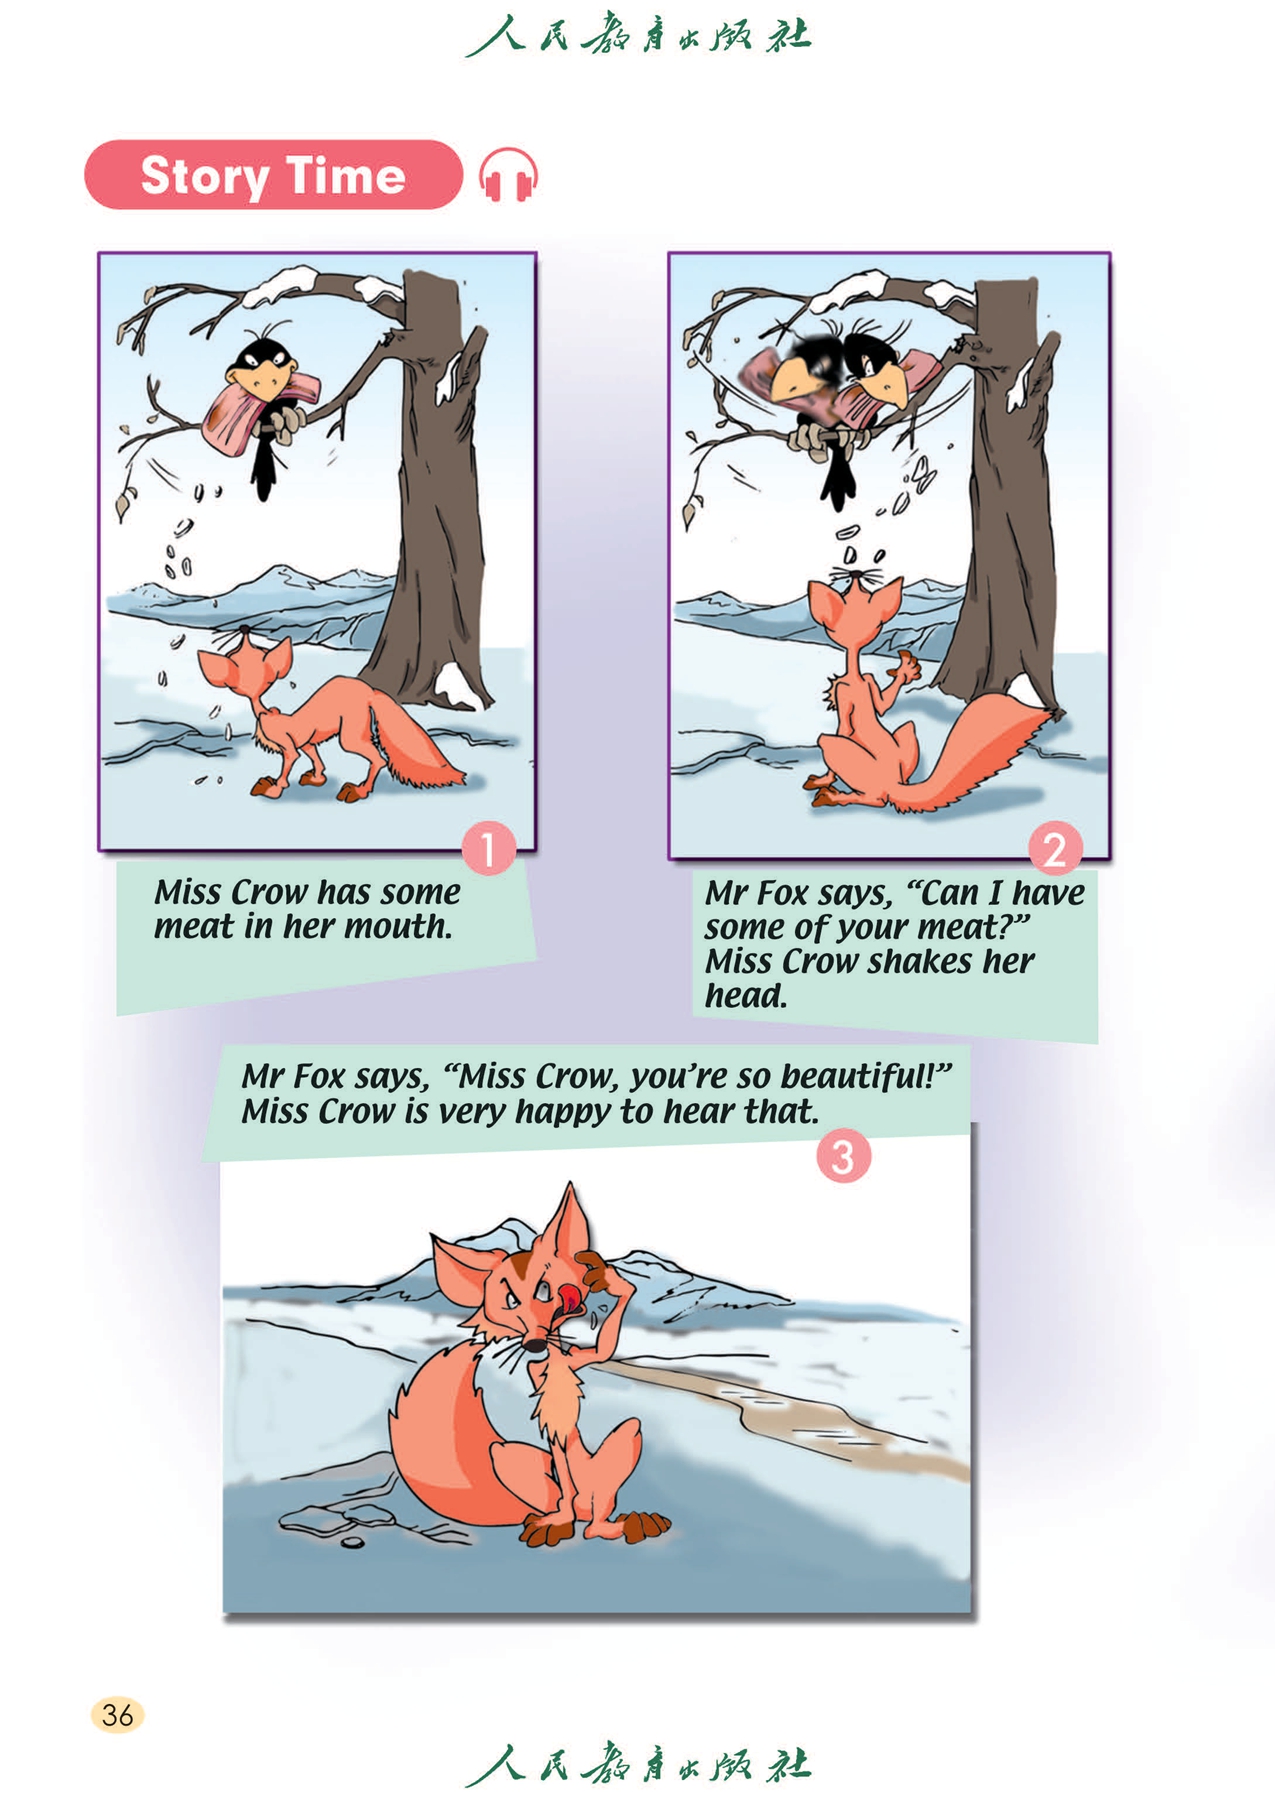 人民教育出版社
Story Time
1
Miss Crow has some
meat in her mouth.
2
Mr Fox says, “Can I have
some of your meat?”
Miss Crow shakes her
head.
Mr Fox says, “Miss Crow, you’re so beautiful!”
Miss Crow is very happy to hear that.
3
36
人民教育出版社